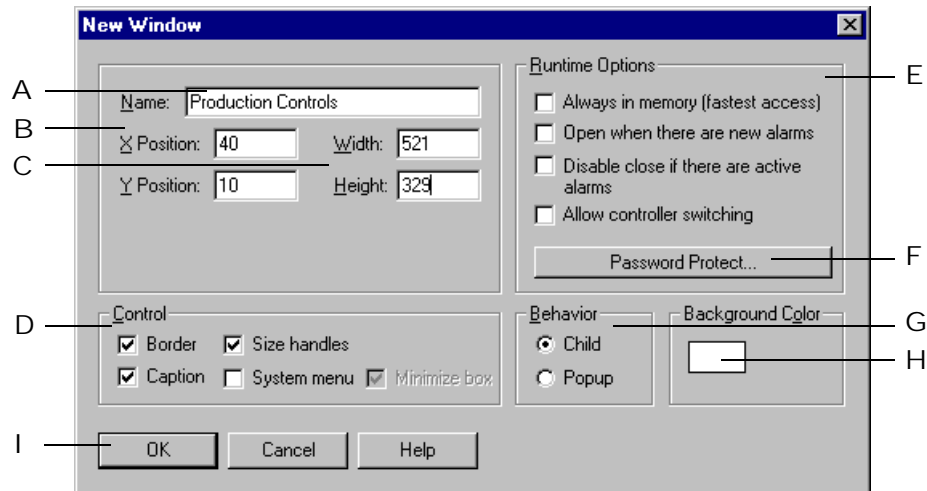 New Window
A
Name: Production Controls
B
X Position: 40 Width: 521
C
Y Position: 10 Height: 329
Runtime Options
E
Always in memory (fastest access)
Open when there are new alarms
Disable close if there are active
alarms
Allow controller switching
Password Protect...
F
D
Control
Border Size handles
Caption System menu Minimize box
Behavior
Child
Popup
G
Background Color
H
I
OK Cancel Help